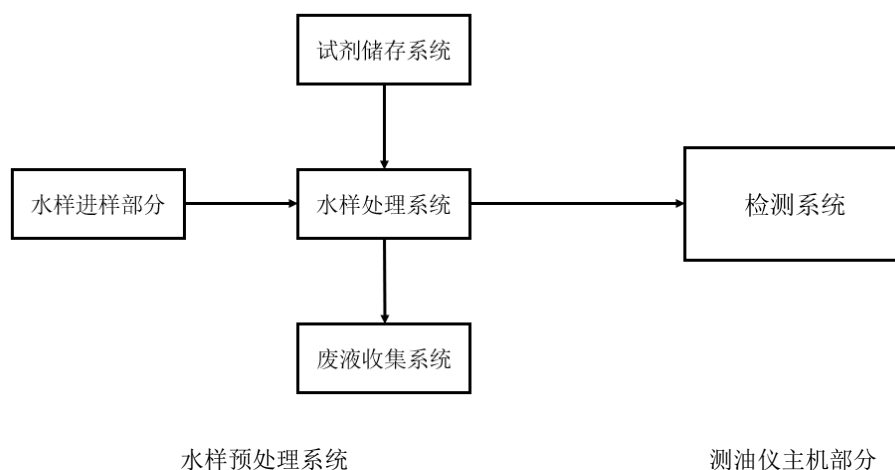 试剂储存系统
水样进样部分
水样处理系统
检测系统
废液收集系统
水样预处理系统
测油仪主机部分